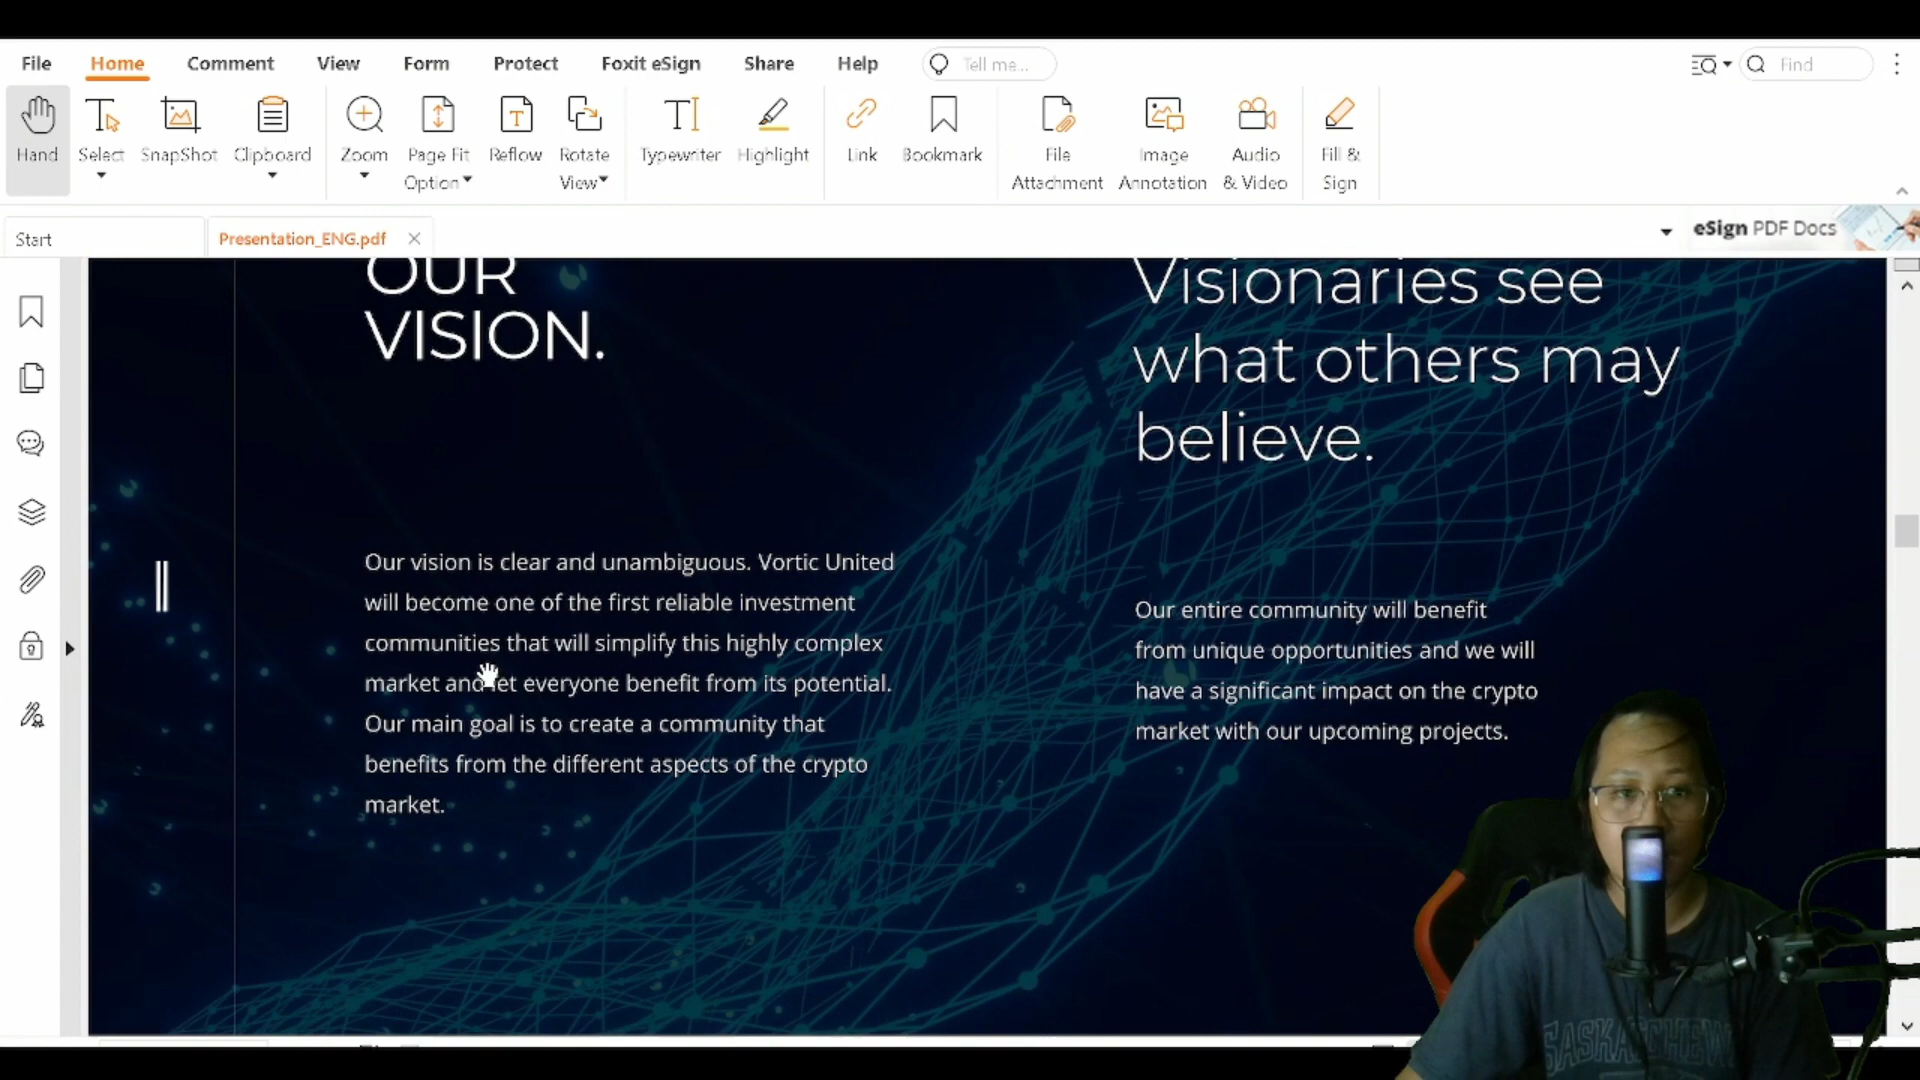 File Home Comment View Form Protect Foxit eSign Share Help Tell me... Find
Hand Select SnapShot Clipboard Zoom Page Fit Option Reflow Rotate View Typewriter Highlight Link Bookmark File Attachment Image Annotation Audio & Video Fill & Sign
Start Presentation_ENG.pdf eSign PDF Docs
OUR
VISION.
Our vision is clear and unambiguous. Vortic United
will become one of the first reliable investment
communities that will simplify this highly complex
market and let everyone benefit from its potential.
Our main goal is to create a community that
benefits from the different aspects of the crypto
market.
Visionaries see
what others may
believe.
Our entire community will benefit
from unique opportunities and we will
have a significant impact on the crypto
market with our upcoming projects.
SASKATCHEW